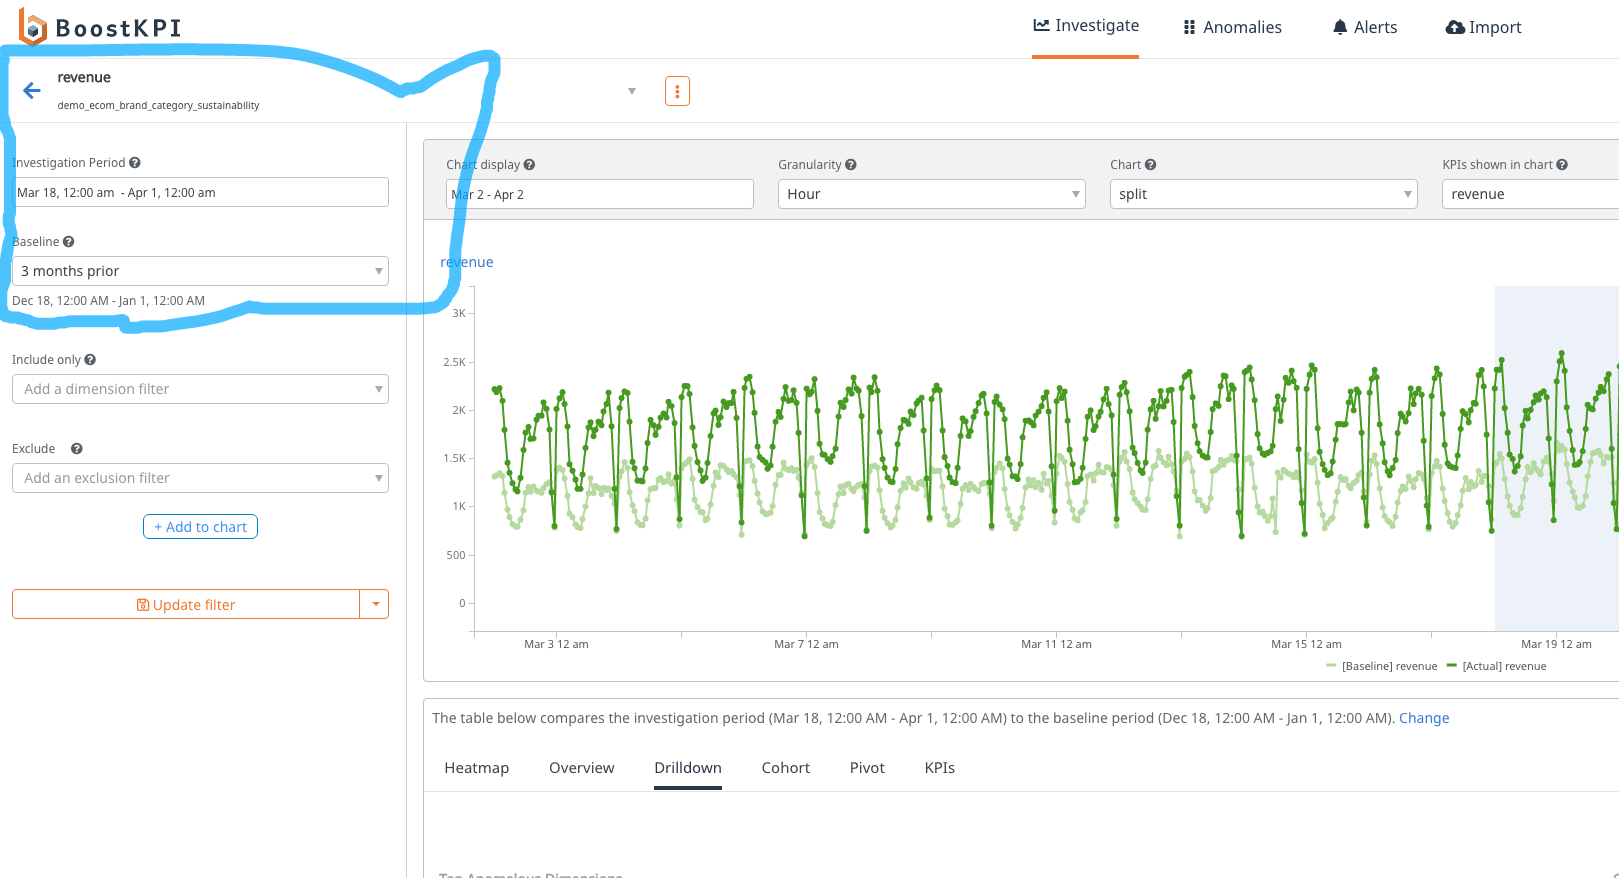 BoostKPI
Investigate
Anomalies
Alerts
Import
revenue
demo_ecom_brand_category_sustainability
Investigation Period
Mar 18, 12:00 am - Apr 1, 12:00 am
Baseline
3 months prior
Dec 18, 12:00 AM - Jan 1, 12:00 AM
Include only
Add a dimension filter
Exclude
Add an exclusion filter
+ Add to chart
Update filter
Chart display
Mar 2 - Apr 2
Granularity
Hour
Chart
split
KPIs shown in chart
revenue
revenue
3K
2.5K
2K
1.5K
1K
500
0
Mar 3 12 am
Mar 7 12 am
Mar 11 12 am
Mar 15 12 am
Mar 19 12 am
[Baseline] revenue
[Actual] revenue
The table below compares the investigation period (Mar 18, 12:00 AM - Apr 1, 12:00 AM) to the baseline period (Dec 18, 12:00 AM - Jan 1, 12:00 AM). Change
Heatmap
Overview
Drilldown
Cohort
Pivot
KPIs
Top Anomalous Dimensions